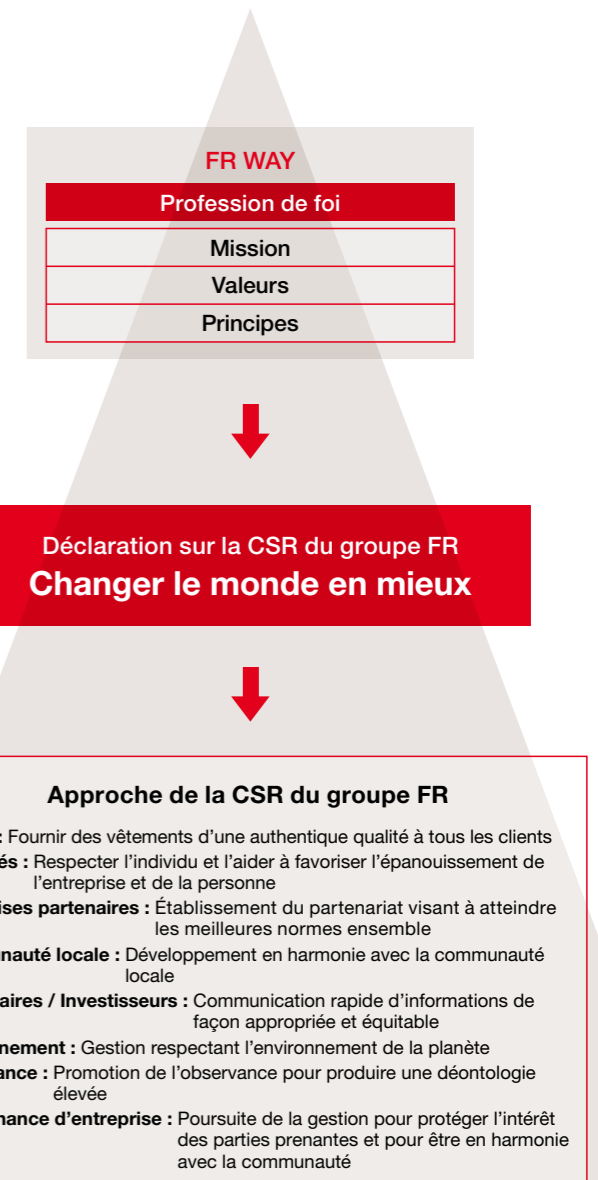 FR WAY
Profession de foi
Mission
Valeurs
Principes
Déclaration sur la CSR du groupe FR
Changer le monde en mieux
Approche de la CSR du groupe FR
: Fournir des vêtements d’une authentique qualité à tous les clients
és : Respecter l’individu et l’aider à favoriser l’épanouissement de
l’entreprise et de la personne
ises partenaires : Établissement du partenariat visant à atteindre
les meilleures normes ensemble
unauté locale : Développement en harmonie avec la communauté
locale
aires / Investisseurs : Communication rapide d’informations de
façon appropriée et équitable
nement : Gestion respectant l’environnement de la planète
ance : Promotion de l’observance pour produire une déontologie
élevée
nance d’entreprise : Poursuite de la gestion pour protéger l’intérêt
des parties prenantes et pour être en harmonie
avec la communauté